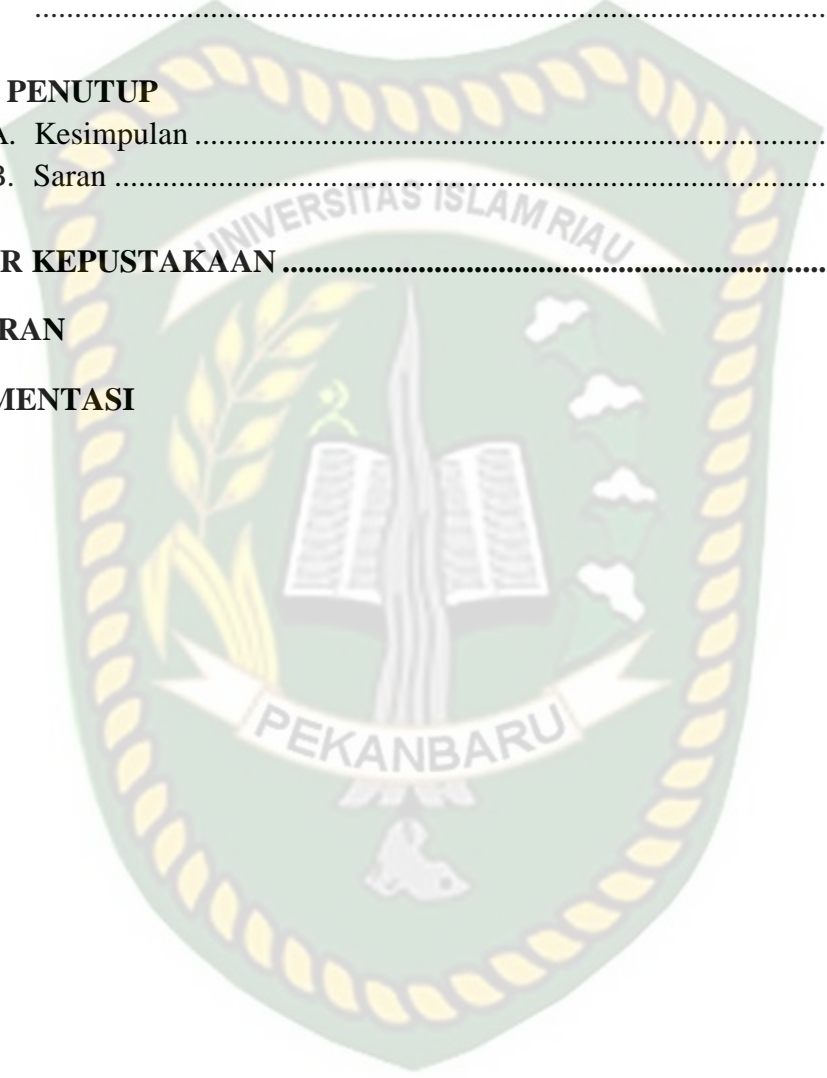 ................................................................................................
PENUTUP
A. Kesimpulan ................................................................................
B. Saran ..........................................................................................
UNIVERSITAS ISLAM RIAU
R KEPUSTAKAAN ....................................................................
RAN
MENTASI
PEKANBARU